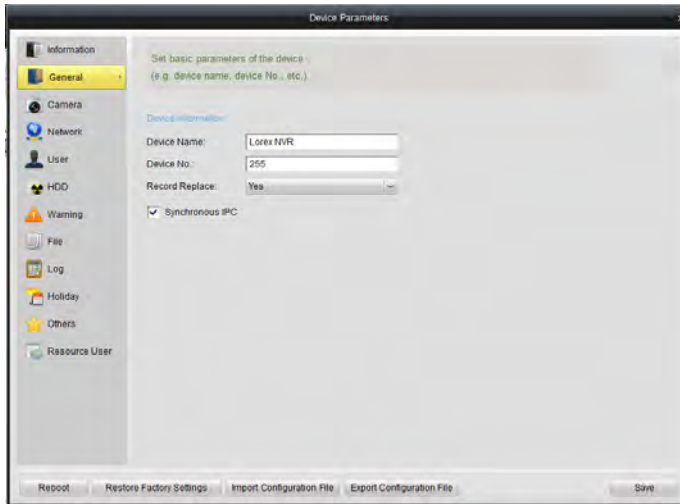 Device Parameters
Information
General
Camera
Network
User
HDD
Warning
File
Log
Holiday
Others
Resource User
Set basic parameters of the device
(e.g. device name, device No., etc.)
Device Information
Device Name: Lorex NVR
Device No.: 255
Record Replace: Yes
Synchronous IPC
Reboot Restore Factory Settings Import Configuration File Export Configuration File Save